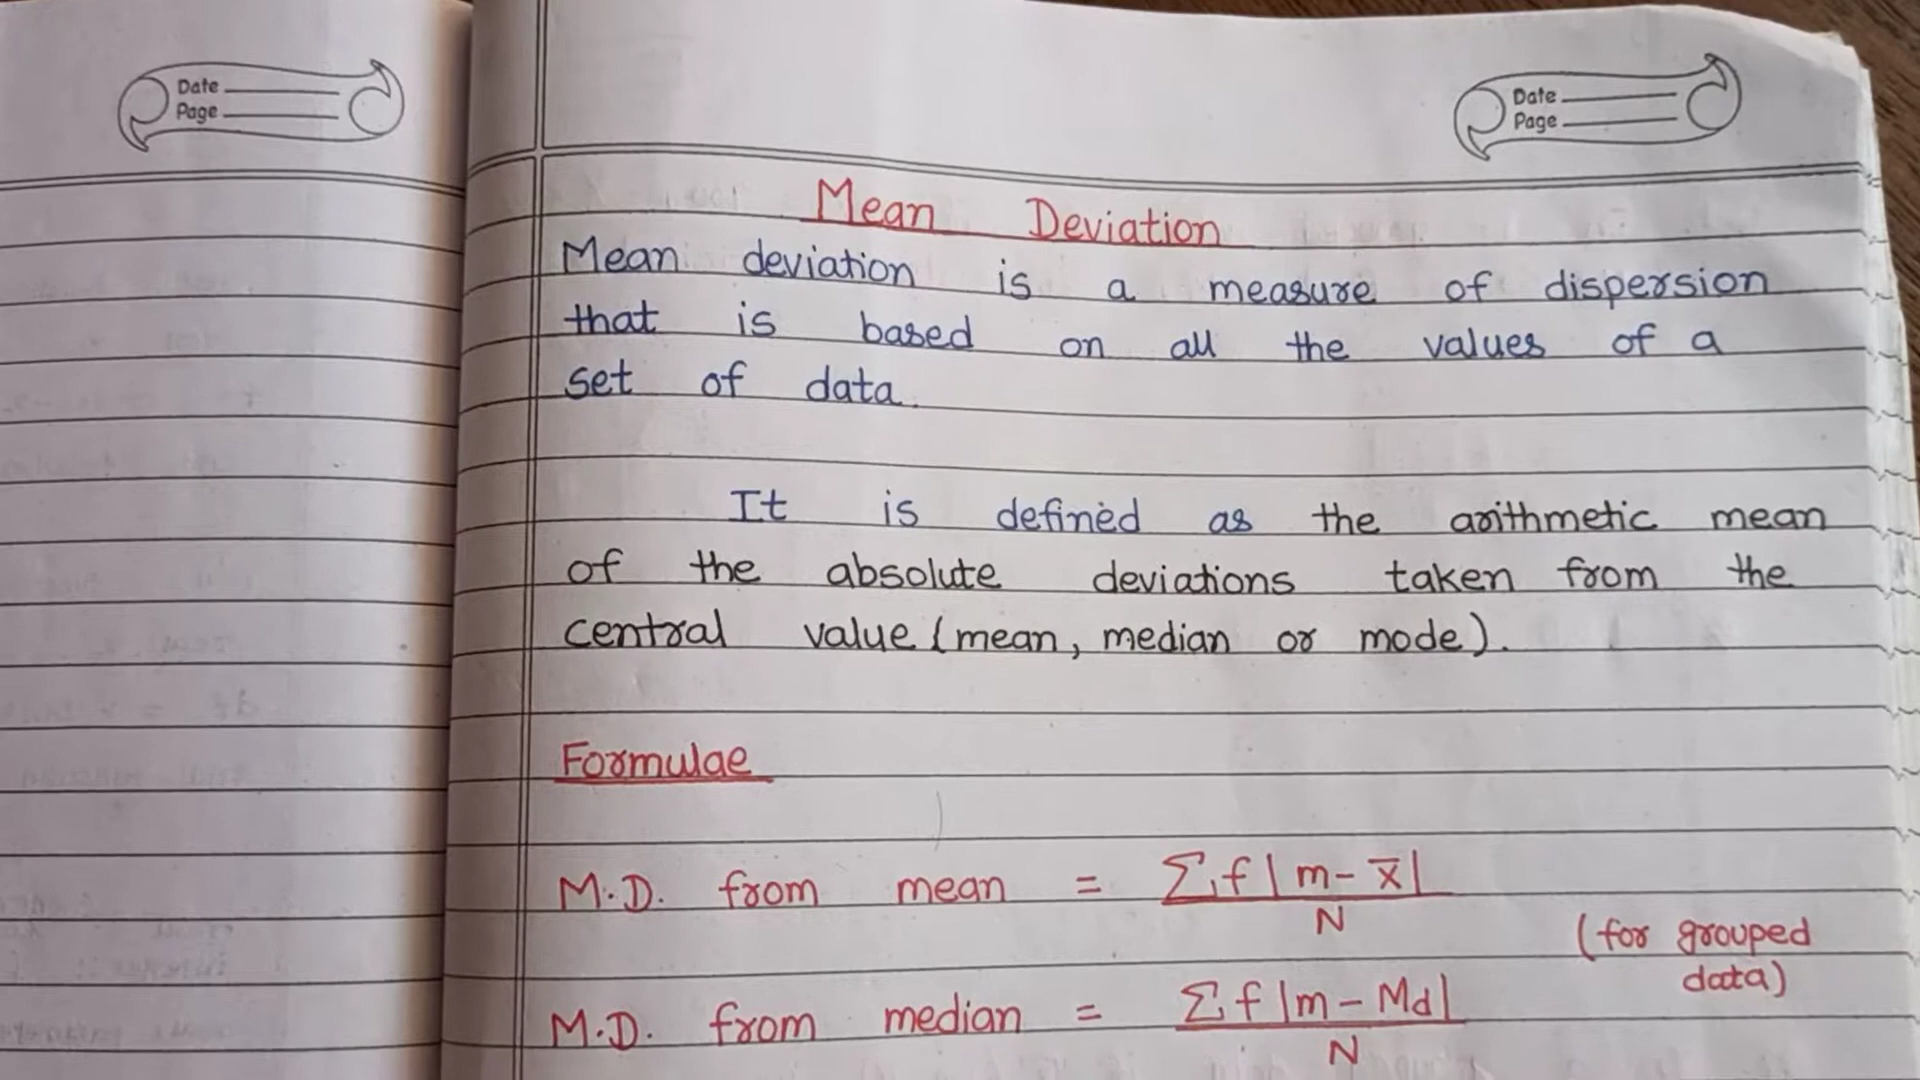 Date
Page
Date
Page
Mean Deviation
Mean deviation is a measure of dispersion
that is based on all the values of a
set of data.
It is defined as the arithmetic mean
of the absolute deviations taken from the
central value (mean, median or mode).
Formulae
M.D. from mean = Σf|m-x̄|
N
(for grouped
data)
M.D. from median = Σf|m-Md|
N